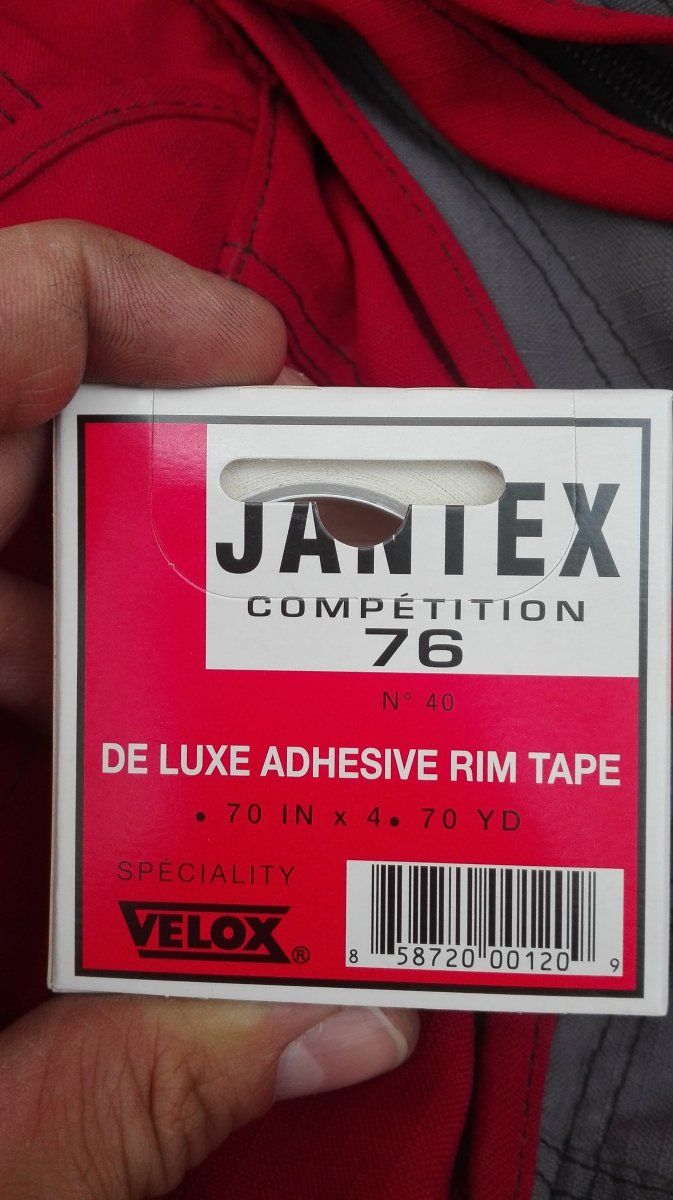 JANTEX
COMPÉTITION
76
N° 40
DE LUXE ADHESIVE RIM TAPE
. 70 IN x 4. 70 YD
SPÉCIALITY
VELOX ®
8 58720 00120 9